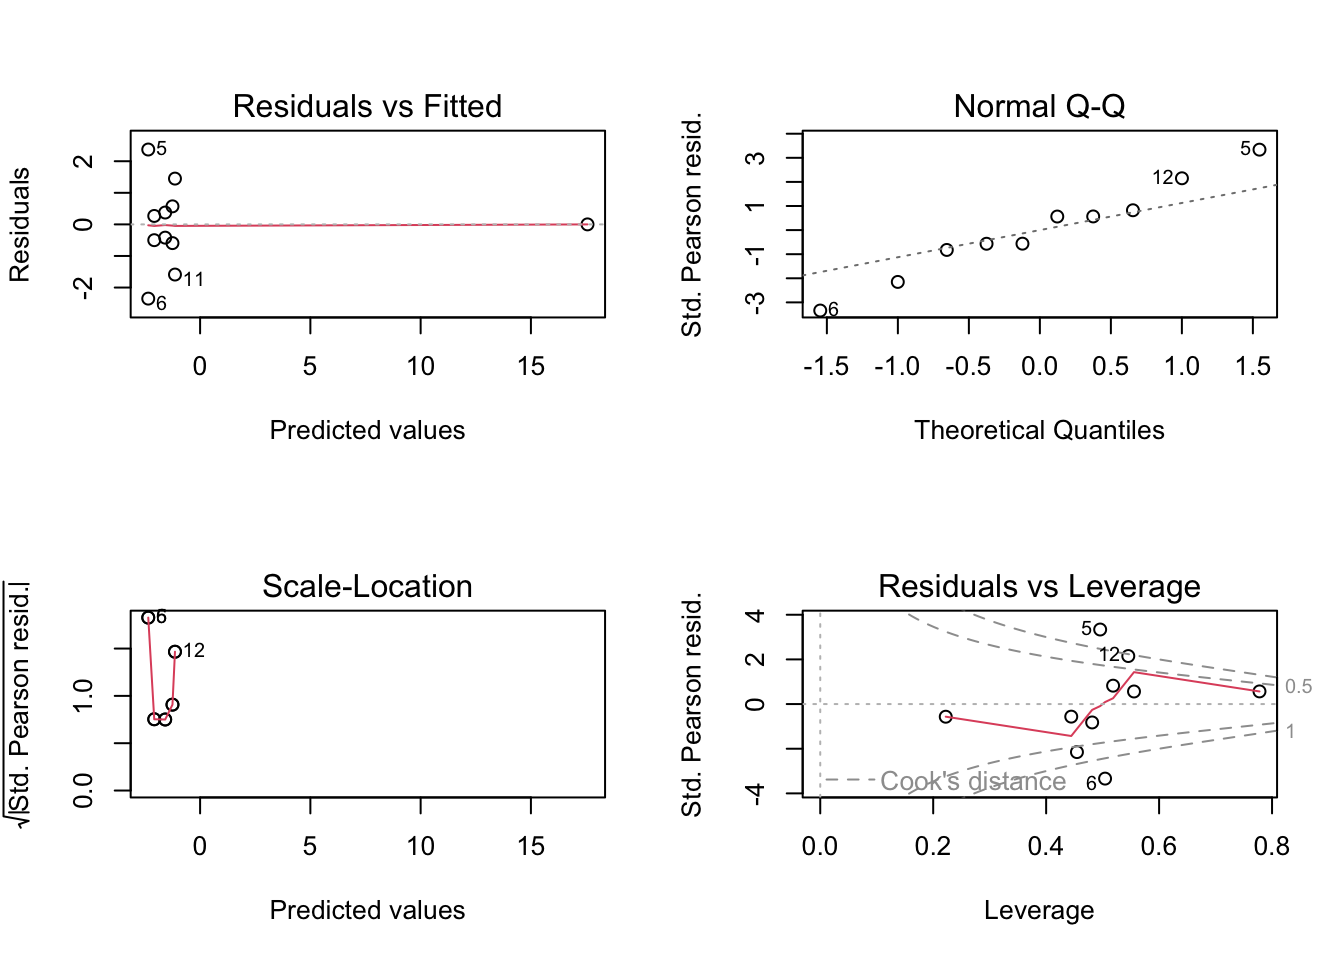 Residuals vs Fitted
Residuals
2
0
-2
5
11
6
0 5 10 15
Predicted values
Normal Q-Q
Std. Pearson resid.
3
1
-1
-3
5
12
6
-1.5 -1.0 -0.5 0.0 0.5 1.0 1.5
Theoretical Quantiles
Scale-Location
√|Std. Pearson resid.|
1.0
0.0
6
12
0 5 10 15
Predicted values
Residuals vs Leverage
Std. Pearson resid.
4
2
0
-4
5
12
0.5
1
6
Cook's distance
0.0 0.2 0.4 0.6 0.8
Leverage